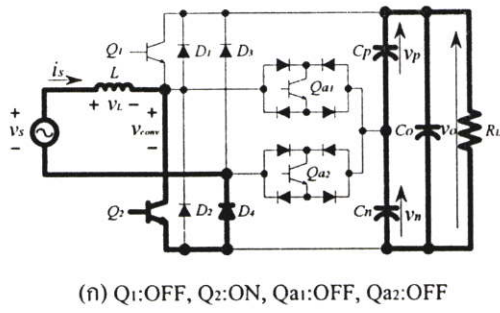 Q1 D1 D3 Cp vp
is L
+ vL - Qa1
+ vs - + vconv - Co vo RL
Qa2
Q2 D2 D4 Cn vn
(ก) Q1:OFF, Q2:ON, Qa1:OFF, Qa2:OFF